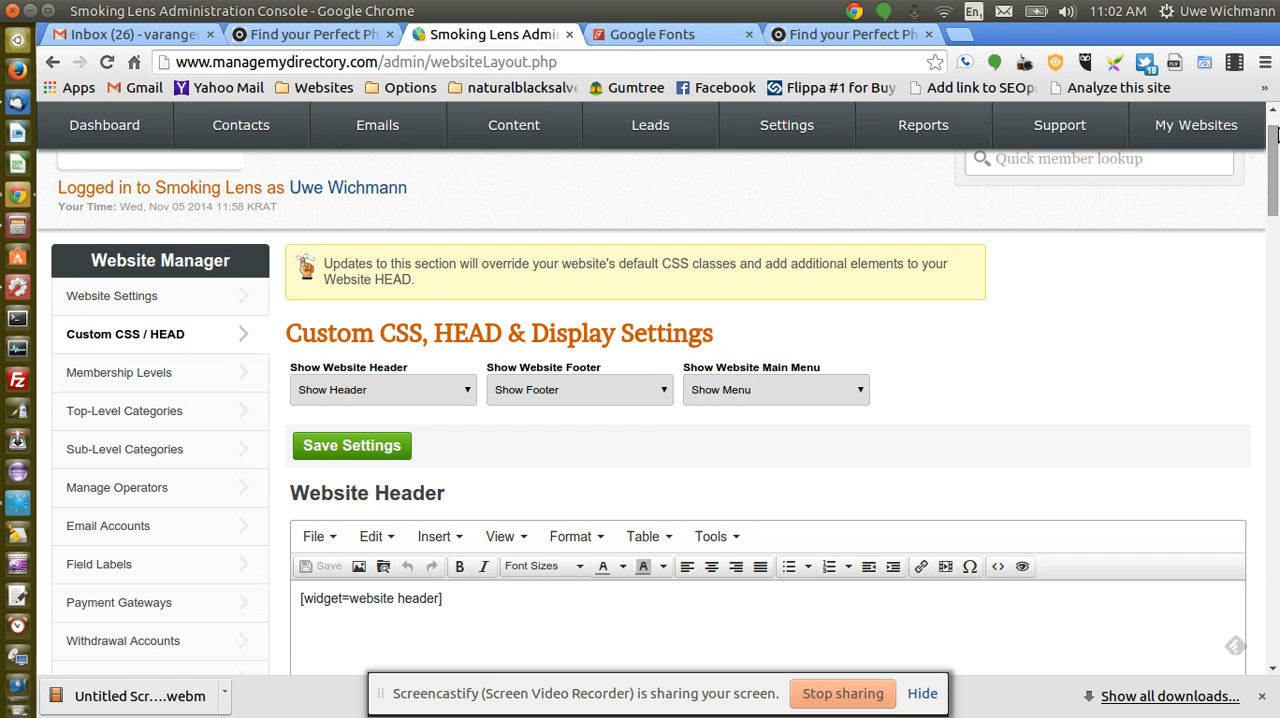 Smoking Lens Administration Console - Google Chrome
En
11:02 AM
Uwe Wichmann
Inbox (26) - varange
Find your Perfect Ph
Smoking Lens Admi
Google Fonts
Find your Perfect Ph
www.managemydirectory.com/admin/websiteLayout.php
18
Apps
Gmail
Yahoo Mail
Websites
Options
naturalblacksalve
Gumtree
Facebook
Flippa #1 for Buy
Add link to SEOp
Analyze this site
»
Dashboard
Contacts
Emails
Content
Leads
Settings
Reports
Support
My Websites
Quick member lookup
Logged in to Smoking Lens as Uwe Wichmann
Your Time: Wed, Nov 05 2014 11:58 KRAT
Website Manager
Website Settings
Custom CSS / HEAD
Membership Levels
Top-Level Categories
Sub-Level Categories
Manage Operators
Email Accounts
Field Labels
Payment Gateways
Withdrawal Accounts
Updates to this section will override your website's default CSS classes and add additional elements to your
Website HEAD.
Custom CSS, HEAD & Display Settings
Show Website Header
Show Website Footer
Show Website Main Menu
Show Header
Show Footer
Show Menu
Save Settings
Website Header
File
Edit
Insert
View
Format
Table
Tools
Save
B
I
Font Sizes
A
A
Ω
<>
[widget=website header]
Untitled Scr....webm
Screencastify (Screen Video Recorder) is sharing your screen.
Stop sharing
Hide
Show all downloads...